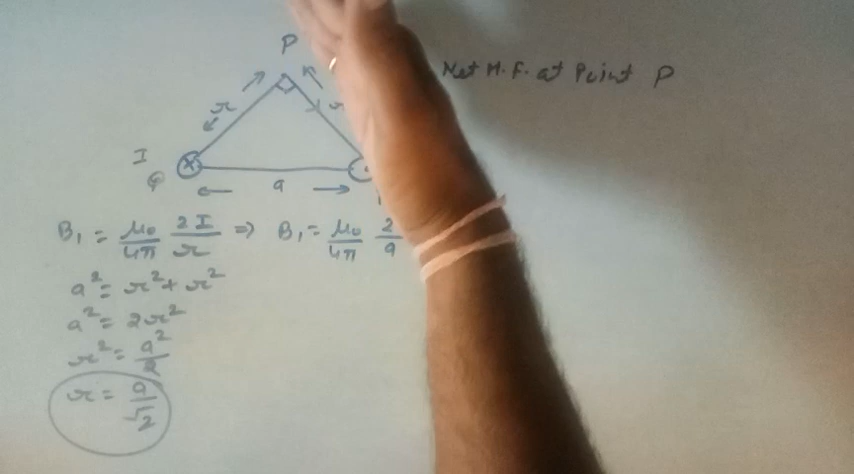 P
Net M.F. at Point P
r r
I
Q
a
B₁ = μ₀/4π 2I/r ⇒ B₁ = μ₀/4π 2/a
a² = r² + r²
a² = 2r²
r² = a²/2
r = a/√2